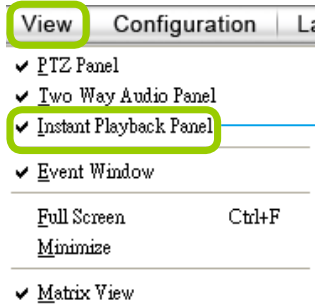 View Configuration La
PTZ Panel
Two Way Audio Panel
Instant Playback Panel
Event Window
Full Screen Ctrl+F
Minimize
Matrix View